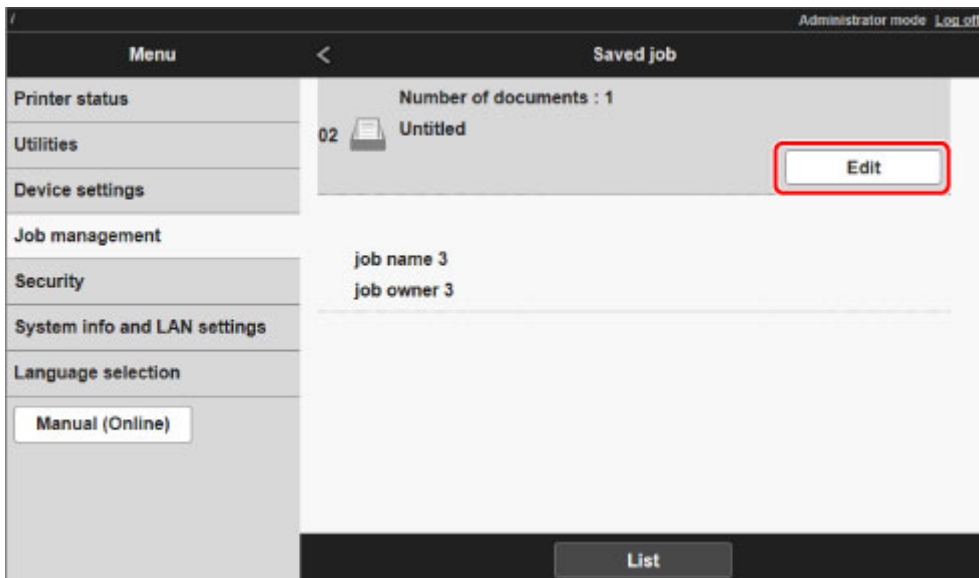 /
Administrator mode Log off
Menu
< Saved job
Printer status
Utilities
Device settings
Job management
Security
System info and LAN settings
Language selection
Manual (Online)
Number of documents : 1
02 Untitled
Edit
job name 3
job owner 3
List